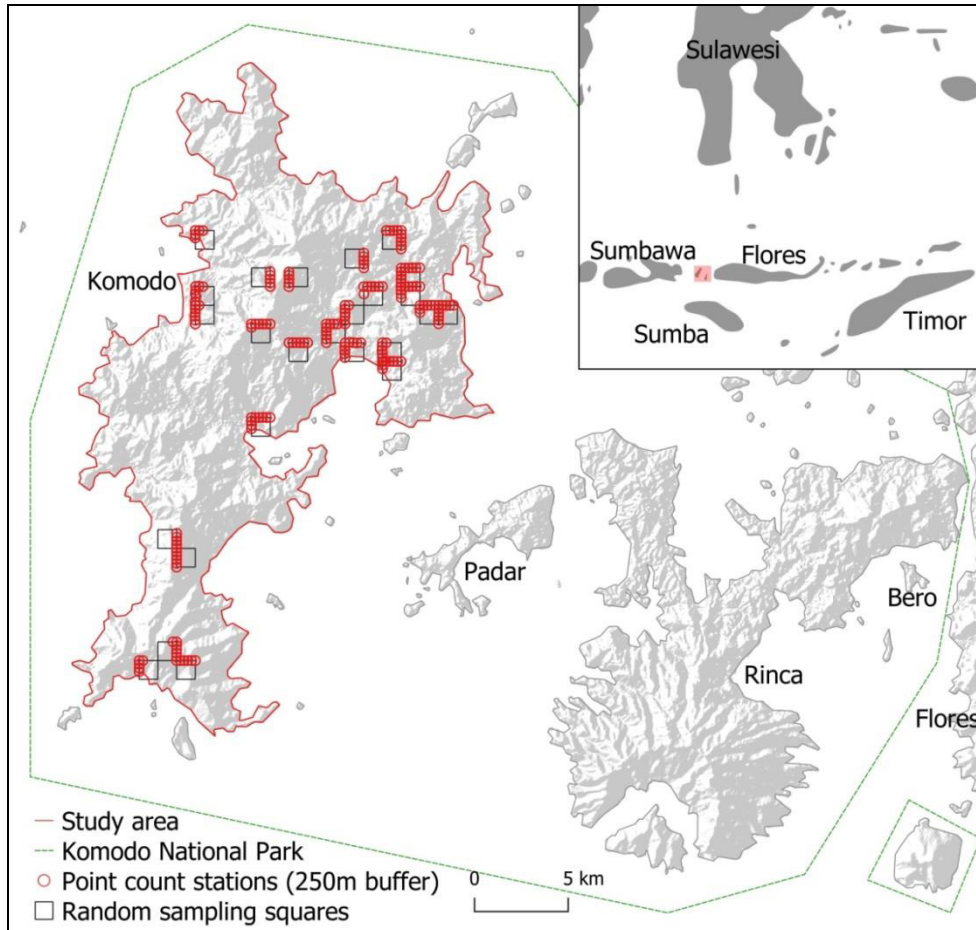 Sulawesi
Sumbawa
Flores
Sumba
Timor
Komodo
Padar
Bero
Rinca
Flores
Study area
Komodo National Park
Point count stations (250m buffer)
Random sampling squares
0
5 km